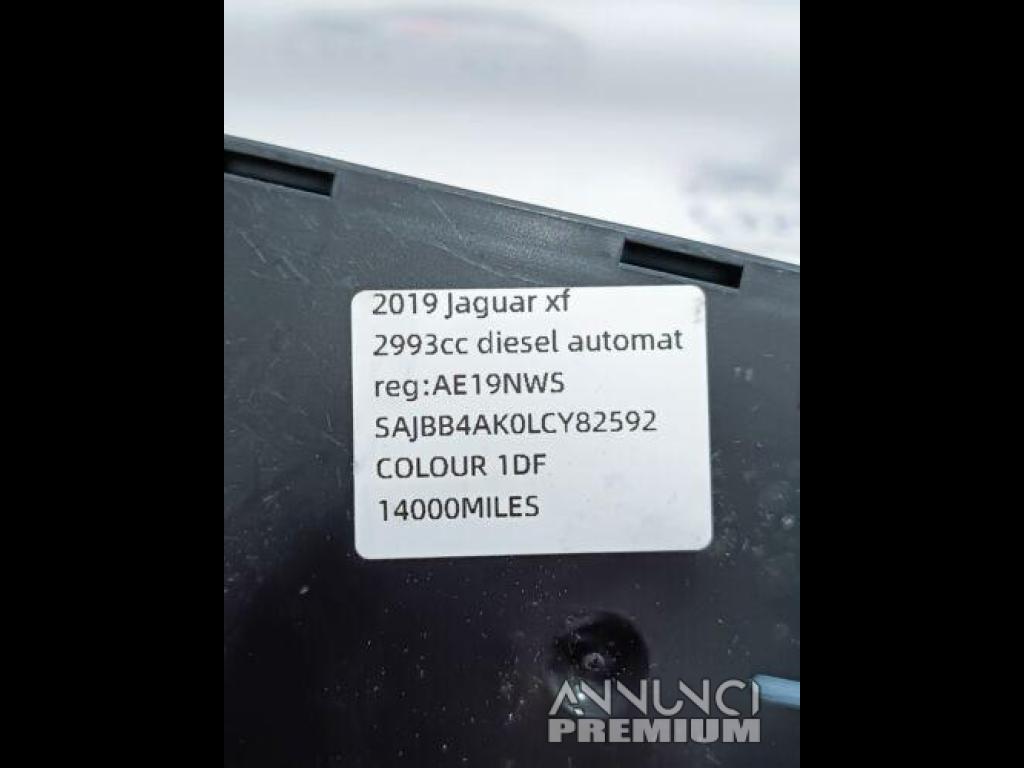 2019 Jaguar xf
2993cc diesel automat
reg:AE19NWS
SAJBB4AK0LCY82592
COLOUR 1DF
14000MILES
ANNUNCI
PREMIUM